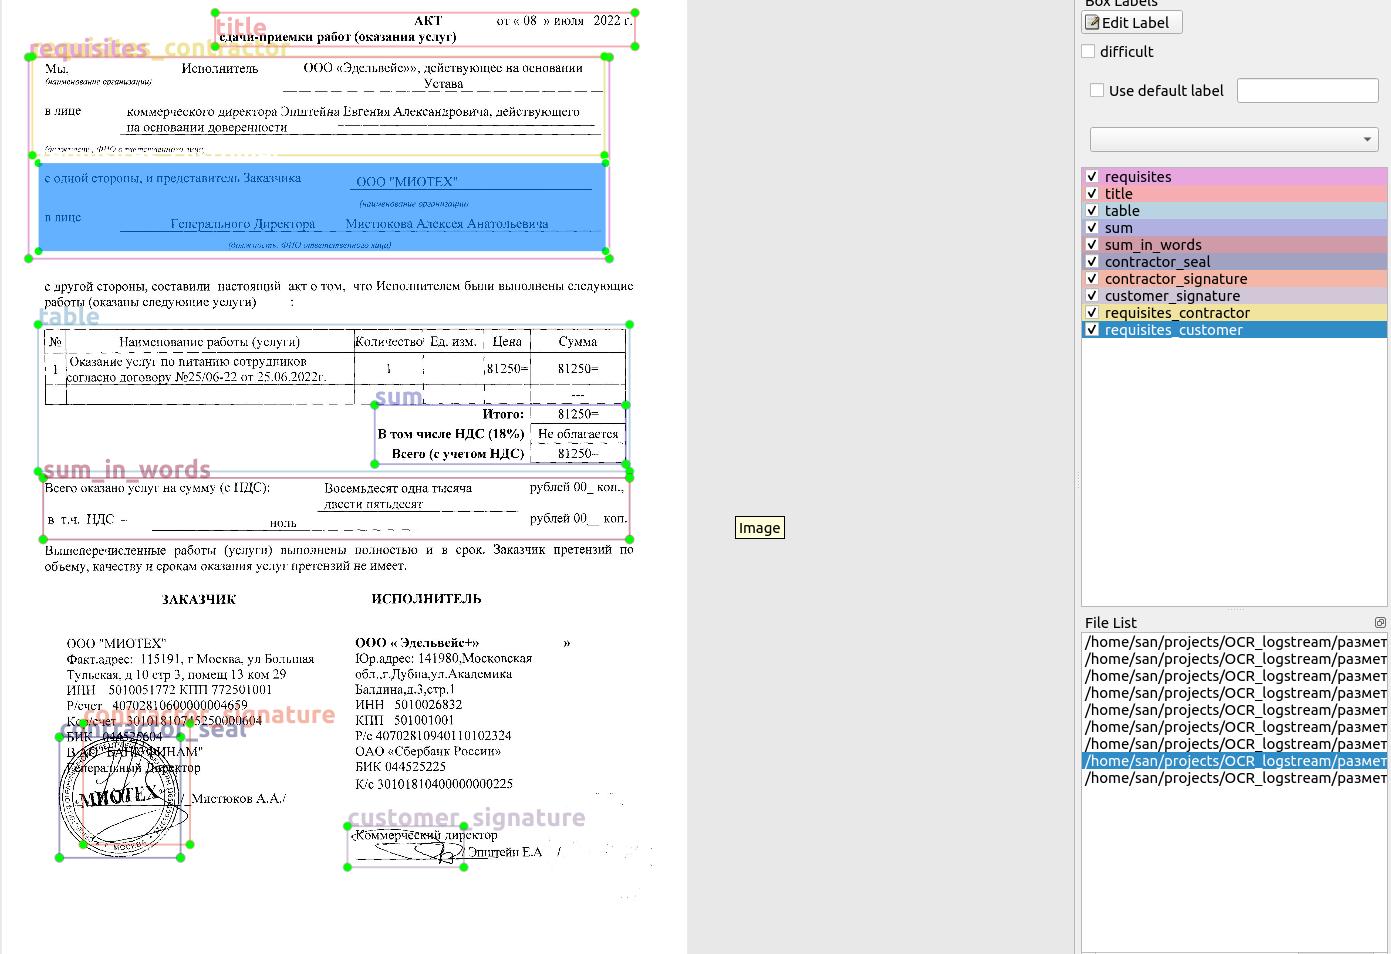 АКТ от « 08 » июля 2022 г.
title
сдачи-приемки работ (оказания услуг)
requisites_contractor
requisites
Мы, Исполнитель ООО «Эдельвейс»», действующее на основании
(наименование организации) Устава
в лице коммерческого директора Эпштейна Евгения Александровича, действующего
на основании доверенности
(должность, ФИО ответственного лица)
с одной стороны, и представитель Заказчика ООО "МИОТЕХ"
(наименование организации)
в лице Генерального Директора Мистюкова Алексея Анатольевича
(должность, ФИО ответственного лица)
с другой стороны, составили настоящий акт о том, что Исполнителем были выполнены следующие
работы (оказаны следующие услуги) :
table
№ Наименование работы (услуги) Количество Ед. изм. Цена Сумма
1 Оказание услуг по питанию сотрудников
согласно договору №25/06-22 от 25.06.2022г. 1 81250= 81250=
---
sum
Итого: 81250=
В том числе НДС (18%) Не облагается
Всего (с учетом НДС) 81250=
sum_in_words
Всего оказано услуг на сумму (с НДС): Восемьдесят одна тысяча рублей 00_ коп.,
двести пятьдесят
в т.ч. НДС – ноль рублей 00__ коп.
Вышеперечисленные работы (услуги) выполнены полностью и в срок. Заказчик претензий по
объему, качеству и срокам оказания услуг претензий не имеет.
ЗАКАЗЧИК ИСПОЛНИТЕЛЬ
ООО "МИОТЕХ"
Факт.адрес: 115191, г Москва, ул Большая
Тульская, д 10 стр 3, помещ 13 ком 29
ИНН 5010051772 КПП 772501001
Р/счет 40702810600000004659
Кор/счет 30101810745250000604
contractor_signature
contractor_seal
БИК 044525604
Генеральный Директор
МИОТЕХ
МОСКВА
/ Мистюков А.А./
ООО « Эдельвейс+» »
Юр.адрес: 141980,Московская
обл.,г.Дубна,ул.Академика
Балдина,д.3,стр.1
ИНН 5010026832
КПП 501001001
Р/с 40702810940110102324
ОАО «Сбербанк России»
БИК 044525225
К/с 30101810400000000225
customer_signature
Коммерческий директор
/ Эпштейн Е.А /
Image
Box Labels
Edit Label
difficult
Use default label
requisites
title
table
sum
sum_in_words
contractor_seal
contractor_signature
customer_signature
requisites_contractor
requisites_customer
File List
/home/san/projects/OCR_logstream/размет
/home/san/projects/OCR_logstream/размет
/home/san/projects/OCR_logstream/размет
/home/san/projects/OCR_logstream/размет
/home/san/projects/OCR_logstream/размет
/home/san/projects/OCR_logstream/размет
/home/san/projects/OCR_logstream/размет
/home/san/projects/OCR_logstream/размет
/home/san/projects/OCR_logstream/размет